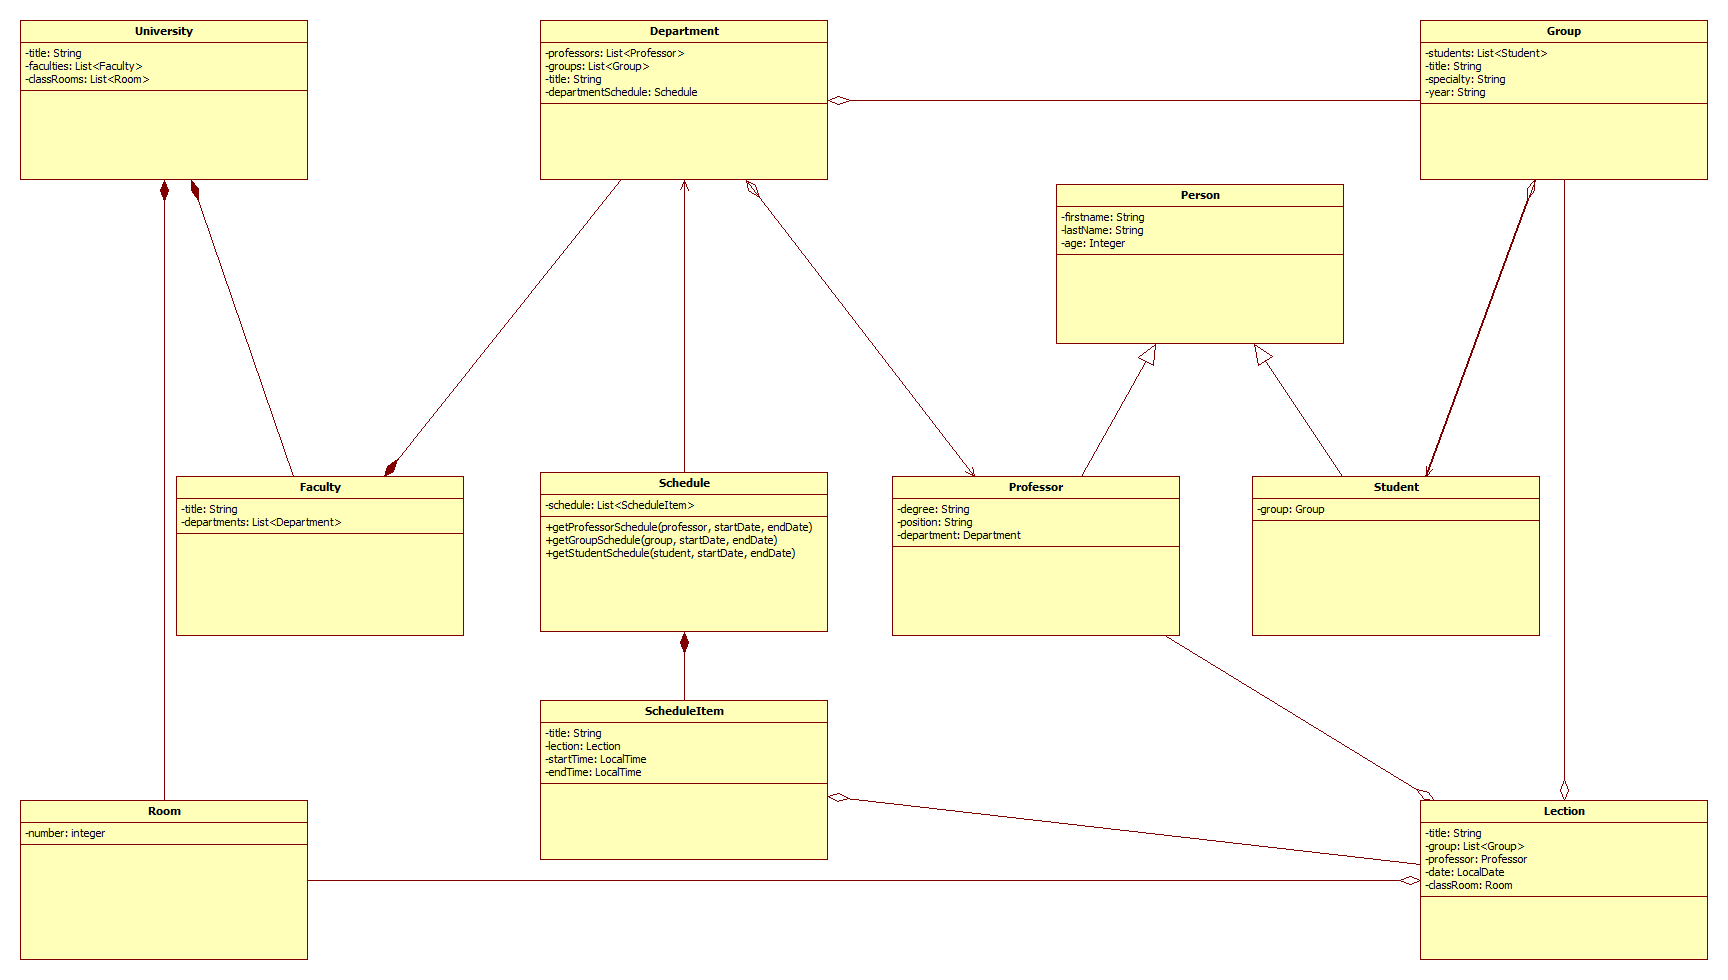 University
-title: String
-faculties: List<Faculty>
-classRooms: List<Room>
Department
-professors: List<Professor>
-groups: List<Group>
-title: String
-departmentSchedule: Schedule
Group
-students: List<Student>
-title: String
-specialty: String
-year: String
Person
-firstname: String
-lastName: String
-age: Integer
Faculty
-title: String
-departments: List<Department>
Schedule
-schedule: List<ScheduleItem>
+getProfessorSchedule(professor, startDate, endDate)
+getGroupSchedule(group, startDate, endDate)
+getStudentSchedule(student, startDate, endDate)
Professor
-degree: String
-position: String
-department: Department
Student
-group: Group
ScheduleItem
-title: String
-lection: Lection
-startTime: LocalTime
-endTime: LocalTime
Room
-number: integer
Lection
-title: String
-group: List<Group>
-professor: Professor
-date: LocalDate
-classRoom: Room